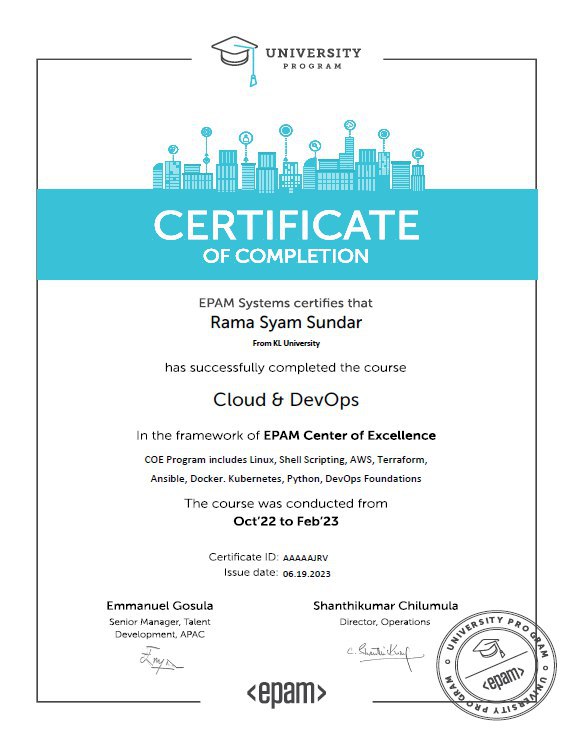 UNIVERSITY
PROGRAM
CERTIFICATE
OF COMPLETION
EPAM Systems certifies that
Rama Syam Sundar
From KL University
has successfully completed the course
Cloud & DevOps
In the framework of EPAM Center of Excellence
COE Program includes Linux, Shell Scripting, AWS, Terraform,
Ansible, Docker. Kubernetes, Python, DevOps Foundations
The course was conducted from
Oct'22 to Feb'23
Certificate ID: AAAAAJRV
Issue date: 06.19.2023
Emmanuel Gosula
Senior Manager, Talent
Development, APAC
Shanthikumar Chilumula
Director, Operations
<epam>
UNIVERSITY PROGRAM
UNIVERSITY PROGRAM
<epam>